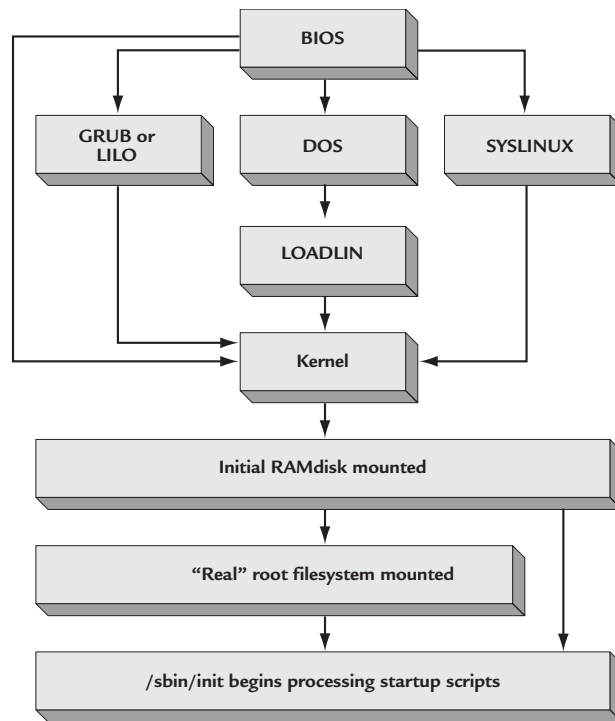 BIOS
GRUB or
LILO
DOS
SYSLINUX
LOADLIN
Kernel
Initial RAMdisk mounted
“Real” root filesystem mounted
/sbin/init begins processing startup scripts